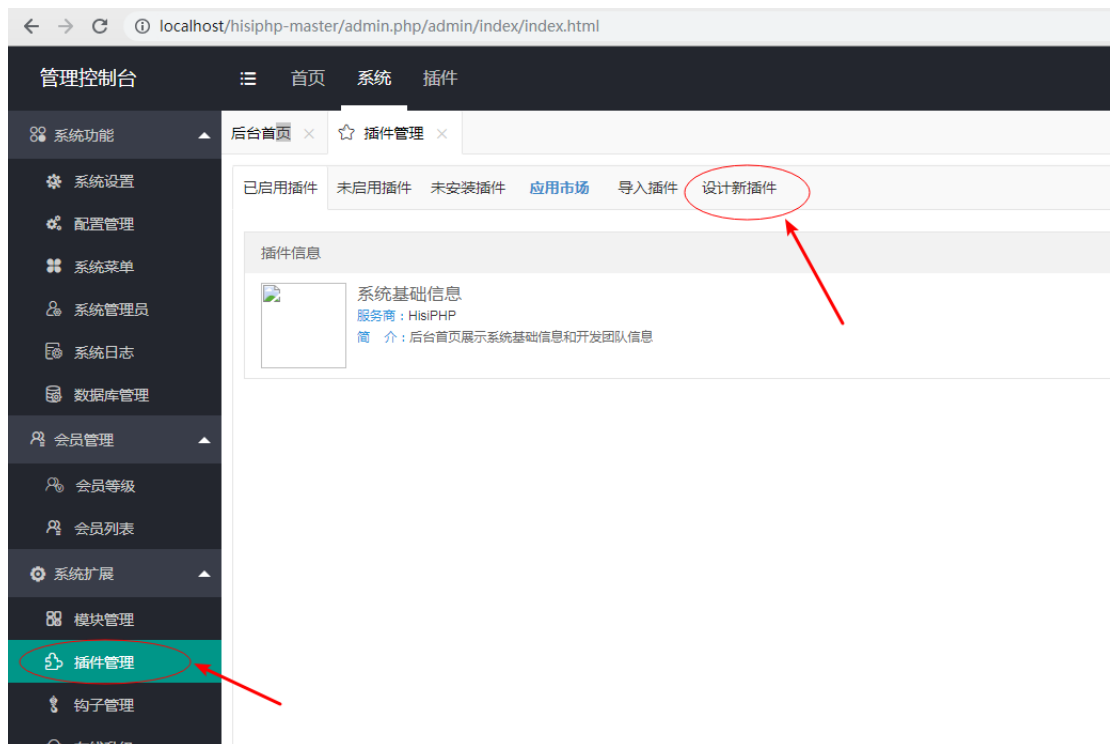 localhost/hisiphp-master/admin.php/admin/index/index.html
管理控制台
首页 系统 插件
系统功能
后台首页 × 插件管理 ×
系统设置
已启用插件 未启用插件 未安装插件 应用市场 导入插件 设计新插件
配置管理
插件信息
系统菜单
系统基础信息
系统管理员
服务商：HisiPHP
简 介：后台首页展示系统基础信息和开发团队信息
系统日志
数据库管理
会员管理
会员等级
会员列表
系统扩展
模块管理
插件管理
钩子管理